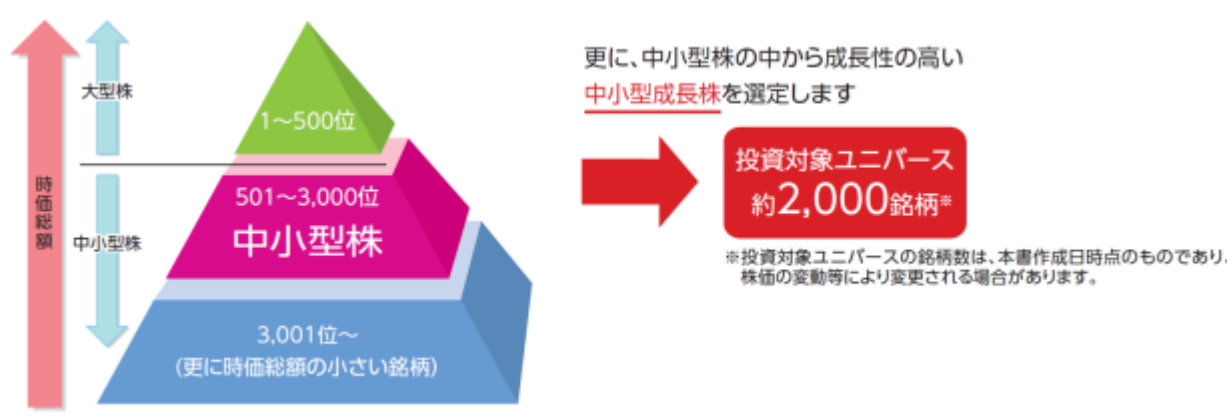 時価総額
大型株
中小型株
1〜500位
501〜3,000位
中小型株
3,001位〜
(更に時価総額の小さい銘柄)
更に、中小型株の中から成長性の高い
中小型成長株を選定します
投資対象ユニバース
約2,000銘柄※
※投資対象ユニバースの銘柄数は、本書作成日時点のものであり、
株価の変動等により変更される場合があります。